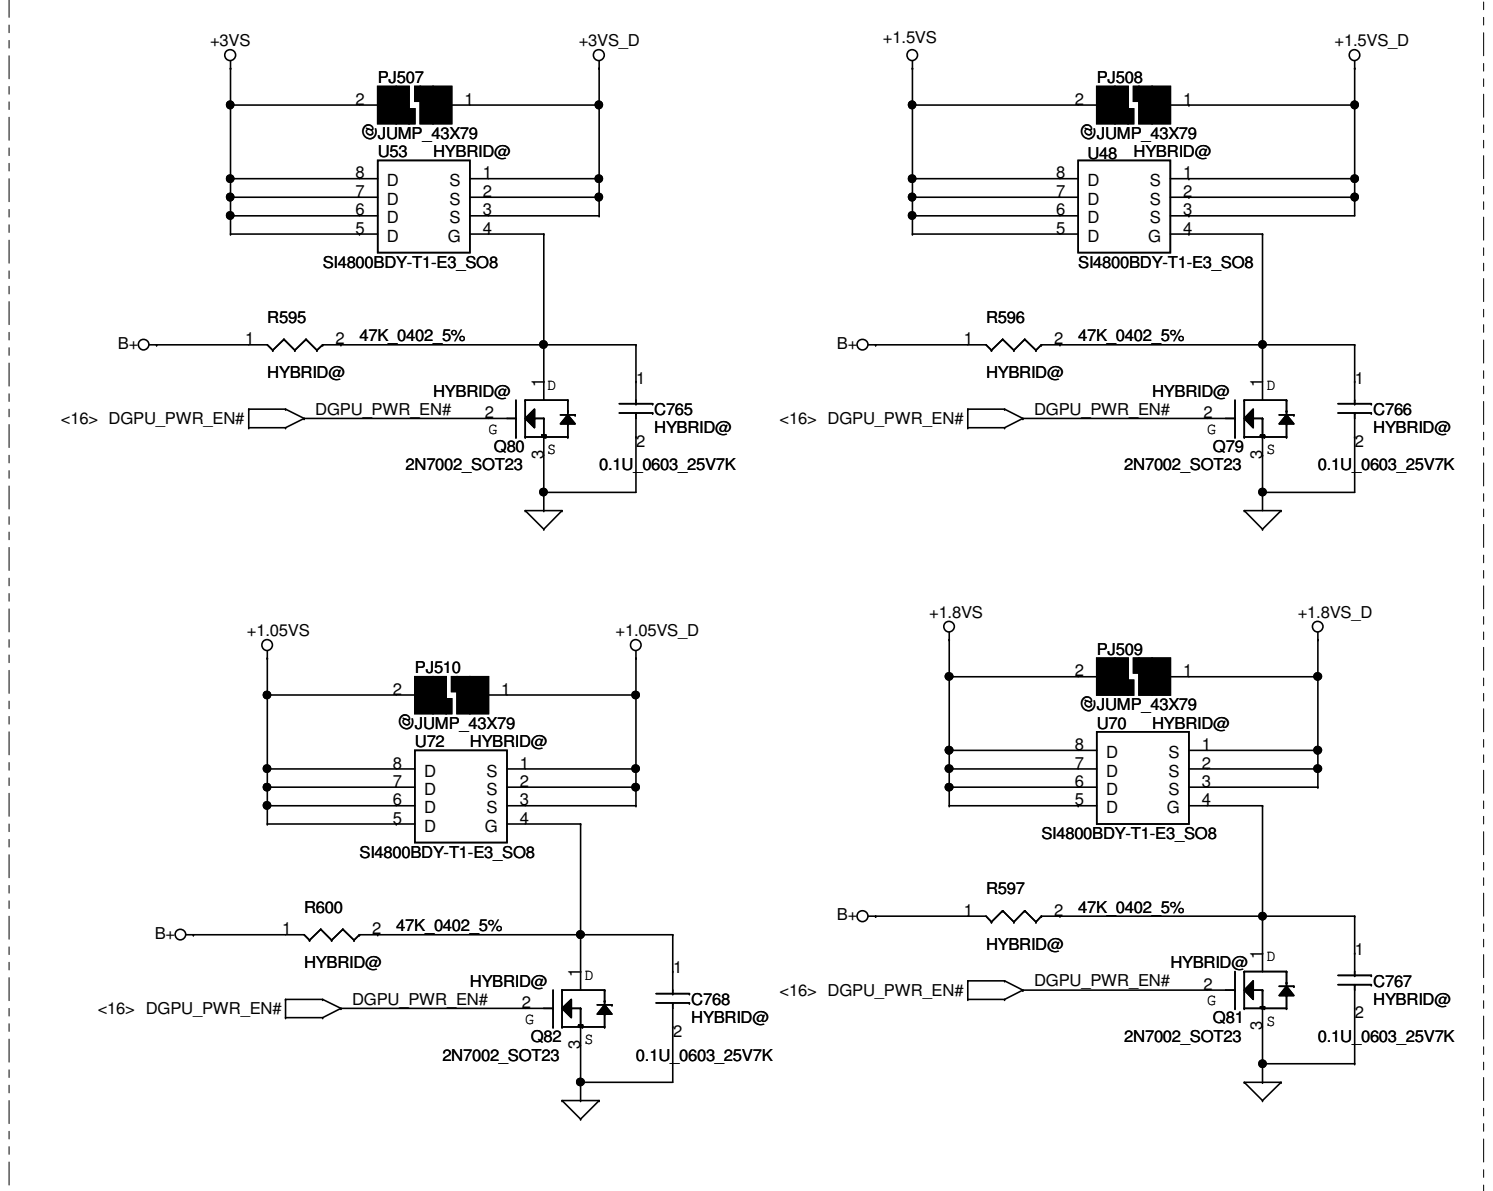 +3VS
+3VS_D
PJ507
2
1
@JUMP_43X79
U53
HYBRID@
8 D S 1
7 D S 2
6 D S 3
5 D G 4
SI4800BDY-T1-E3_SO8
R595
B+
1
2
47K_0402_5%
HYBRID@
HYBRID@
1
D
1
<16> DGPU_PWR_EN#
DGPU_PWR_EN#
2
G
C765
HYBRID@
Q80
3
S
2
2N7002_SOT23
0.1U_0603_25V7K
+1.5VS
+1.5VS_D
PJ508
2
1
@JUMP_43X79
U48
HYBRID@
8 D S 1
7 D S 2
6 D S 3
5 D G 4
SI4800BDY-T1-E3_SO8
R596
B+
1
2
47K_0402_5%
HYBRID@
HYBRID@
1
D
1
<16> DGPU_PWR_EN#
DGPU_PWR_EN#
2
G
C766
HYBRID@
Q79
3
S
2
2N7002_SOT23
0.1U_0603_25V7K
+1.05VS
+1.05VS_D
PJ510
2
1
@JUMP_43X79
U72
HYBRID@
8 D S 1
7 D S 2
6 D S 3
5 D G 4
SI4800BDY-T1-E3_SO8
R600
B+
1
2
47K_0402_5%
HYBRID@
HYBRID@
1
D
1
<16> DGPU_PWR_EN#
DGPU_PWR_EN#
2
G
C768
HYBRID@
Q82
3
S
2
2N7002_SOT23
0.1U_0603_25V7K
+1.8VS
+1.8VS_D
PJ509
2
1
@JUMP_43X79
U70
HYBRID@
8 D S 1
7 D S 2
6 D S 3
5 D G 4
SI4800BDY-T1-E3_SO8
R597
B+
1
2
47K_0402_5%
HYBRID@
HYBRID@
1
D
1
<16> DGPU_PWR_EN#
DGPU_PWR_EN#
2
G
C767
HYBRID@
Q81
3
S
2
2N7002_SOT23
0.1U_0603_25V7K